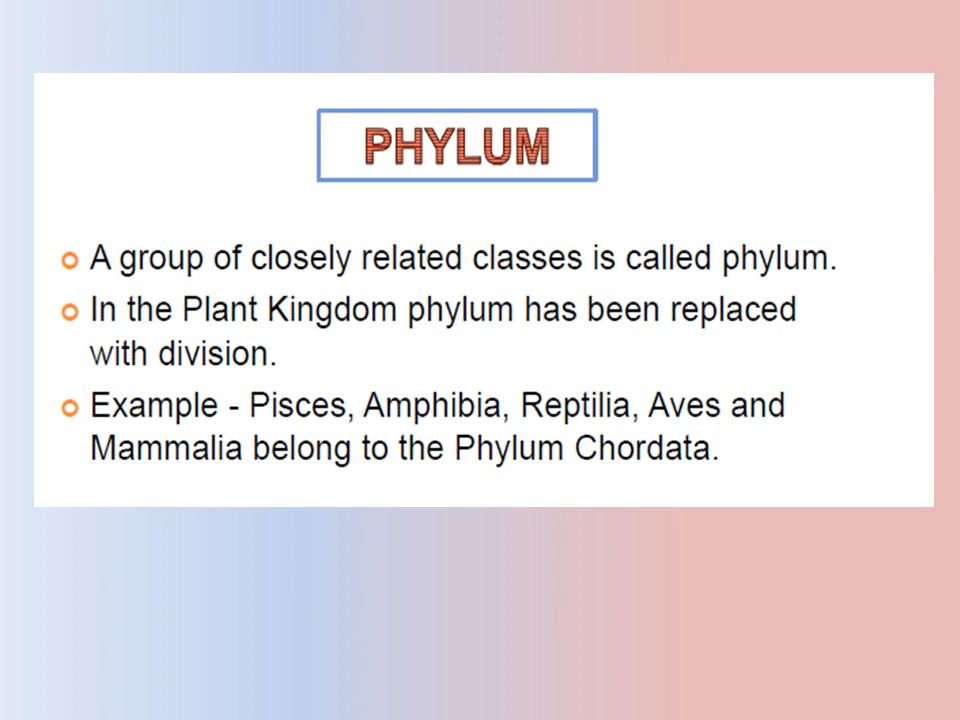 PHYLUM
A group of closely related classes is called phylum.
In the Plant Kingdom phylum has been replaced
with division.
Example - Pisces, Amphibia, Reptilia, Aves and
Mammalia belong to the Phylum Chordata.